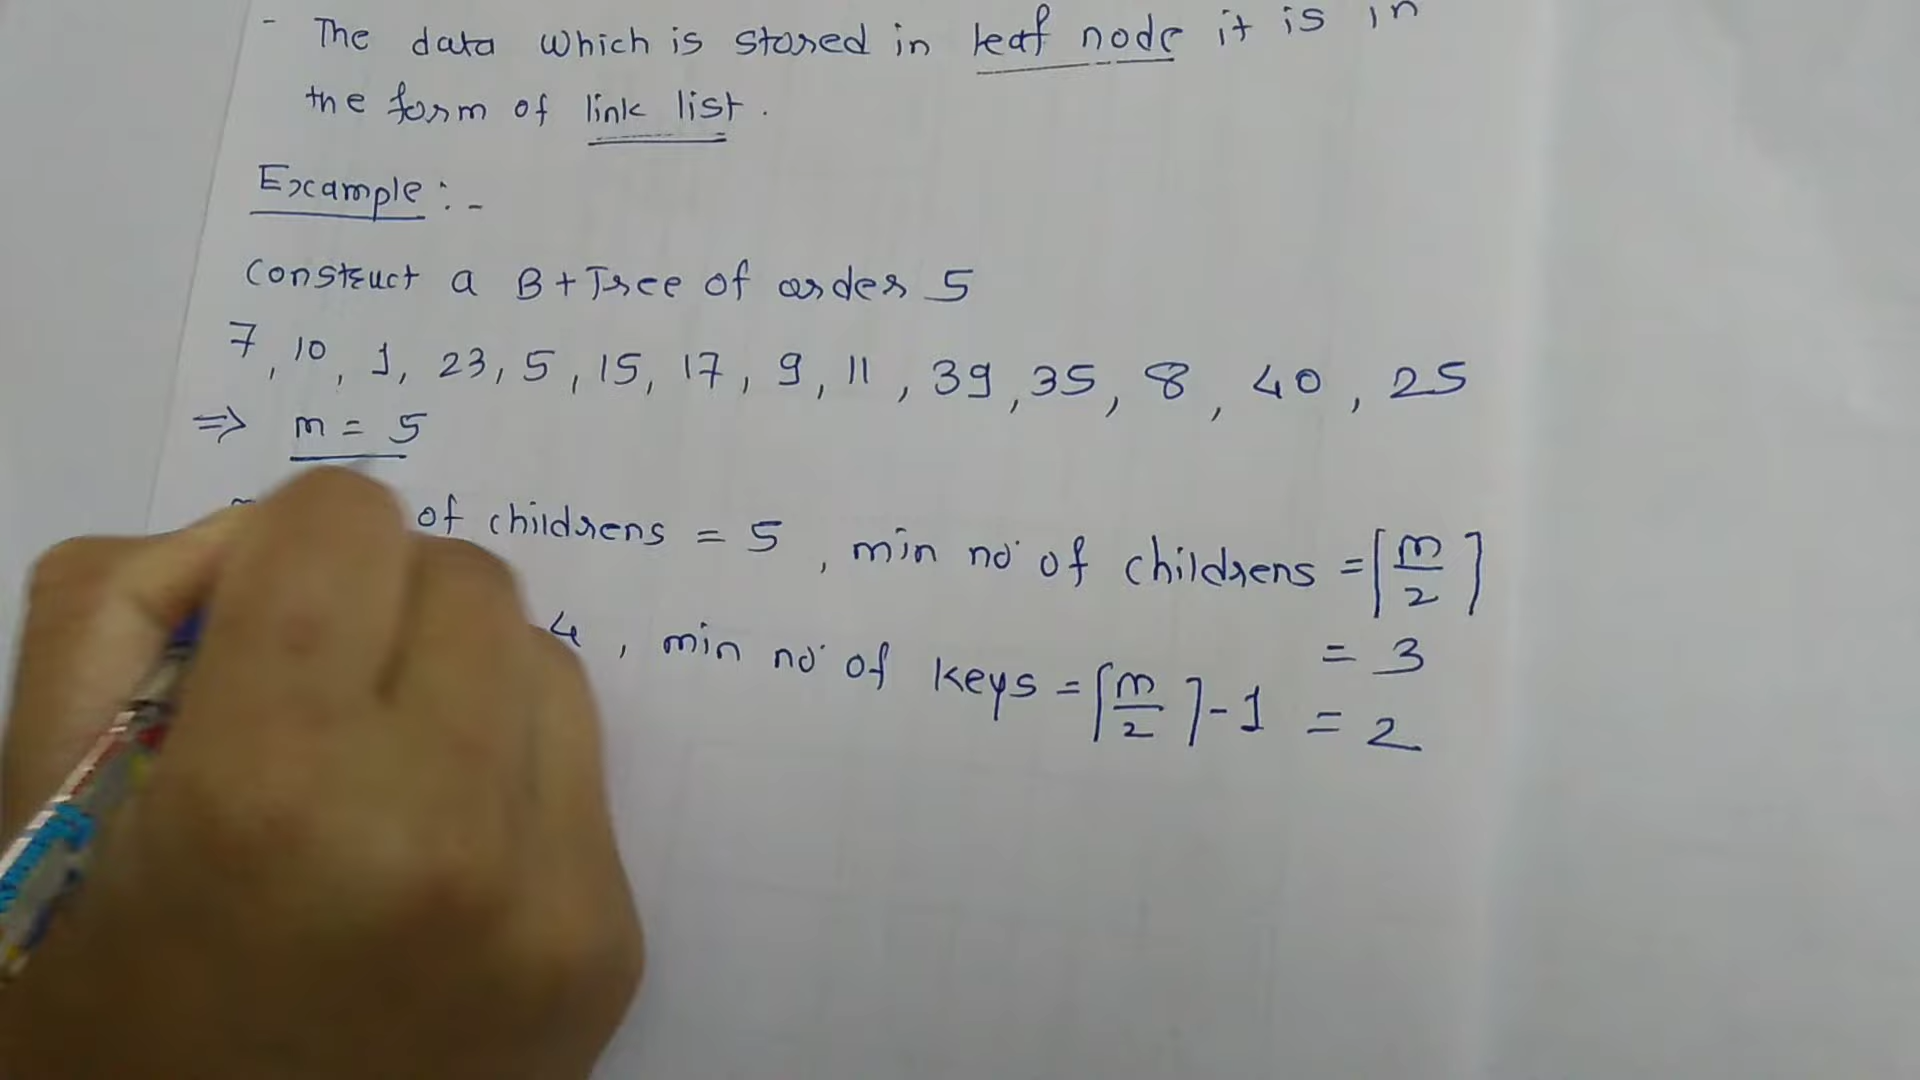 - The data which is stored in leaf node it is in
the form of link list.
Example :-
Construct a B+Tree of order 5
7, 10, 1, 23, 5, 15, 17, 9, 11, 39, 35, 8, 40, 25
⇒ m = 5
of childrens = 5, min no of childrens = ⌈m/2⌉
= 3
4, min no of keys = ⌈m/2⌉ - 1 = 2